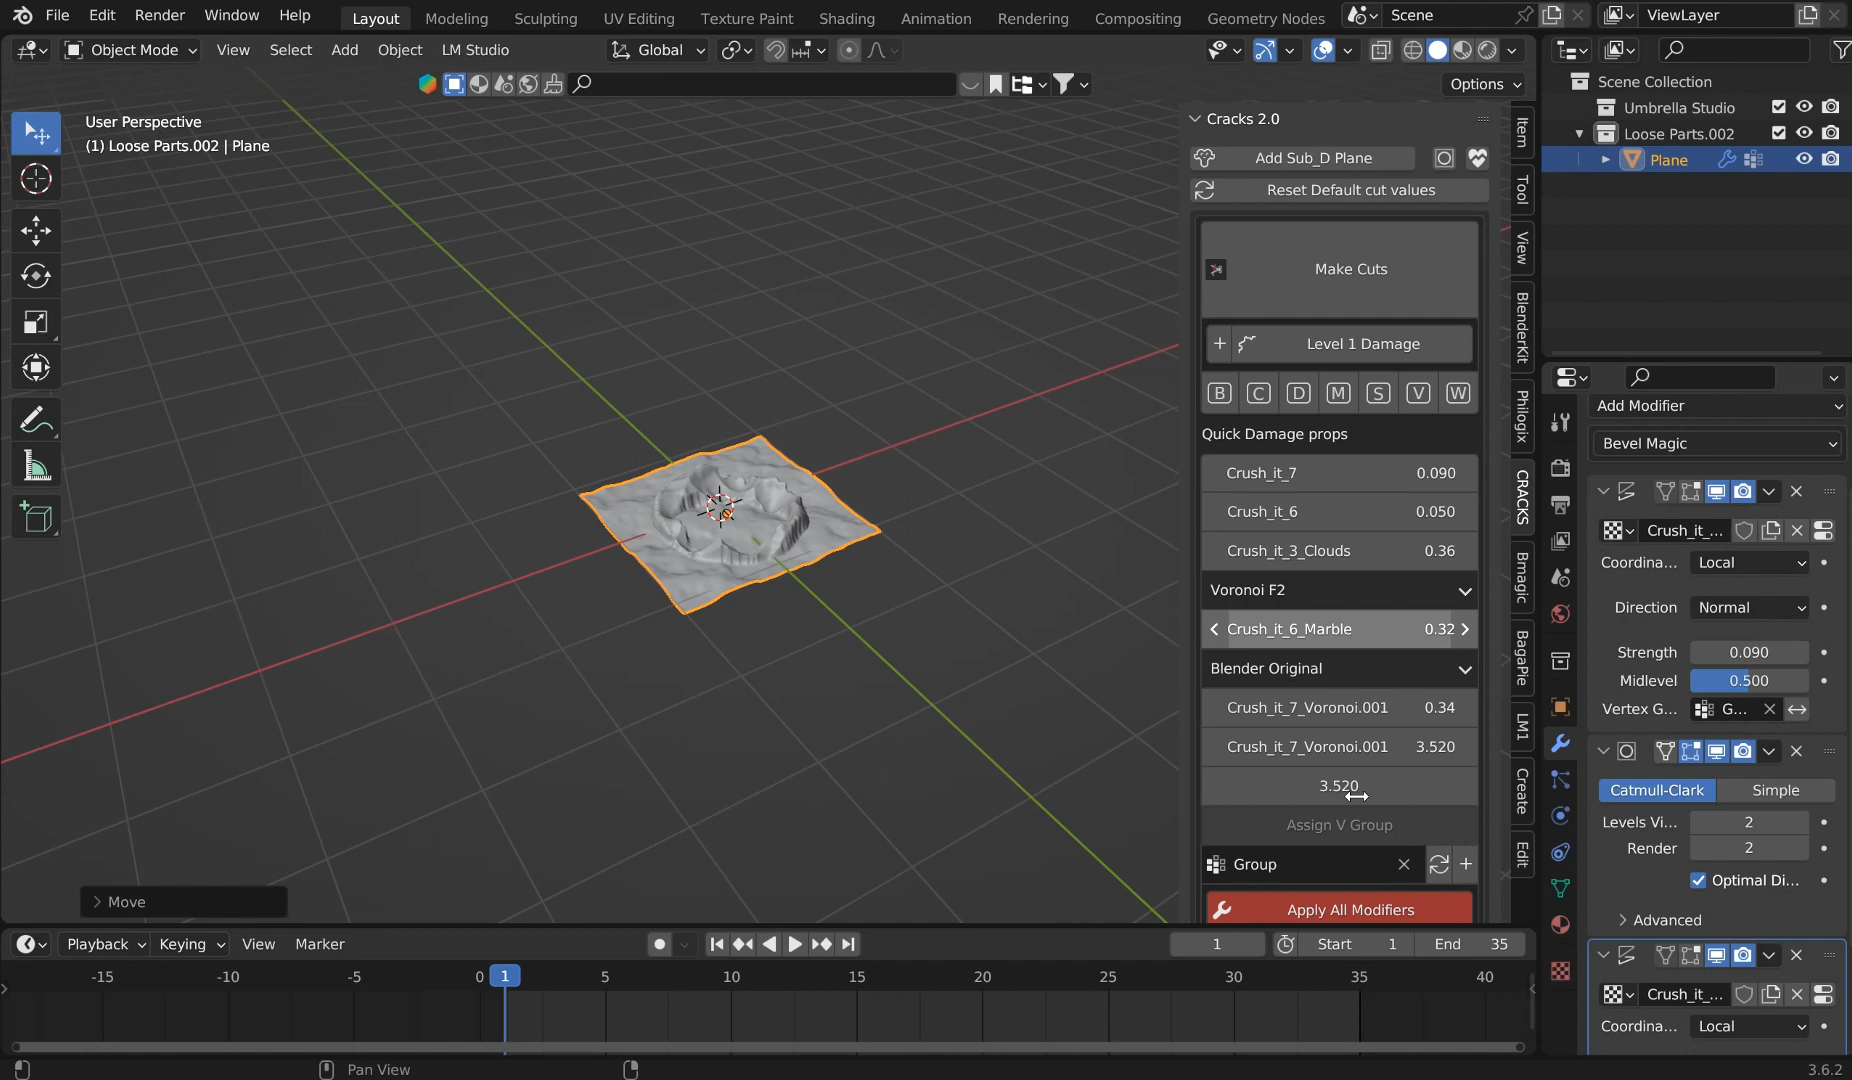 File Edit Render Window Help Layout Modeling Sculpting UV Editing Texture Paint Shading Animation Rendering Compositing Geometry Nodes Scene ViewLayer
Object Mode View Select Add Object LM Studio Global
Options
User Perspective
(1) Loose Parts.002 | Plane
Cracks 2.0
Add Sub_D Plane
Reset Default cut values
Make Cuts
Level 1 Damage
B C D M S V W
Quick Damage props
Crush_it_7 0.090
Crush_it_6 0.050
Crush_it_3_Clouds 0.36
Voronoi F2
Crush_it_6_Marble 0.32
Blender Original
Crush_it_7_Voronoi.001 0.34
Crush_it_7_Voronoi.001 3.520
3.520
Assign V Group
Group
Apply All Modifiers
Item
Tool
View
BlenderKit
Philogix
CRACKS
Bmagic
BagaPie
LM1
Create
Edit
Scene Collection
Umbrella Studio
Loose Parts.002
Plane
Add Modifier
Bevel Magic
Crush_it_...
Coordina... Local
Direction Normal
Strength 0.090
Midlevel 0.500
Vertex G... G...
Catmull-Clark Simple
Levels Vi... 2
Render 2
Optimal Di...
Advanced
Crush_it_...
Coordina... Local
Move
Playback Keying View Marker 1 Start 1 End 35
-15 -10 -5 0 1 5 10 15 20 25 30 35 40
Pan View 3.6.2